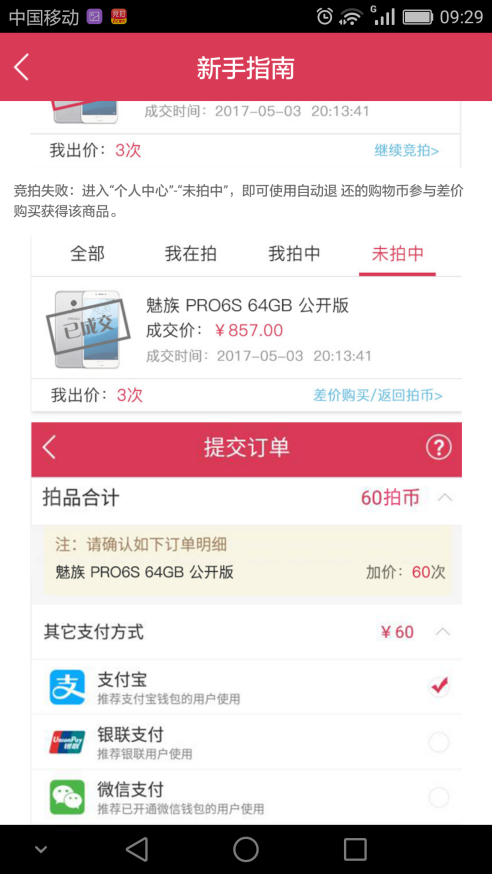 中国移动
G
09:29
新手指南
成交时间：2017-05-03 20:13:41
我出价：3次
继续竞拍>
竞拍失败：进入“个人中心”-“未拍中”，即可使用自动退 还的购物币参与差价
购买获得该商品。
全部 我在拍 我拍中 未拍中
已成交
魅族 PRO6S 64GB 公开版
成交价：￥857.00
成交时间：2017-05-03 20:13:41
我出价：3次
差价购买/返回拍币>
提交订单
?
拍品合计 60拍币
注：请确认如下订单明细
魅族 PRO6S 64GB 公开版 加价：60次
其它支付方式 ￥60
支
支付宝
推荐支付宝钱包的用户使用
UnionPay
银联
银联支付
推荐银联用户使用
微信支付
推荐已开通微信钱包的用户使用